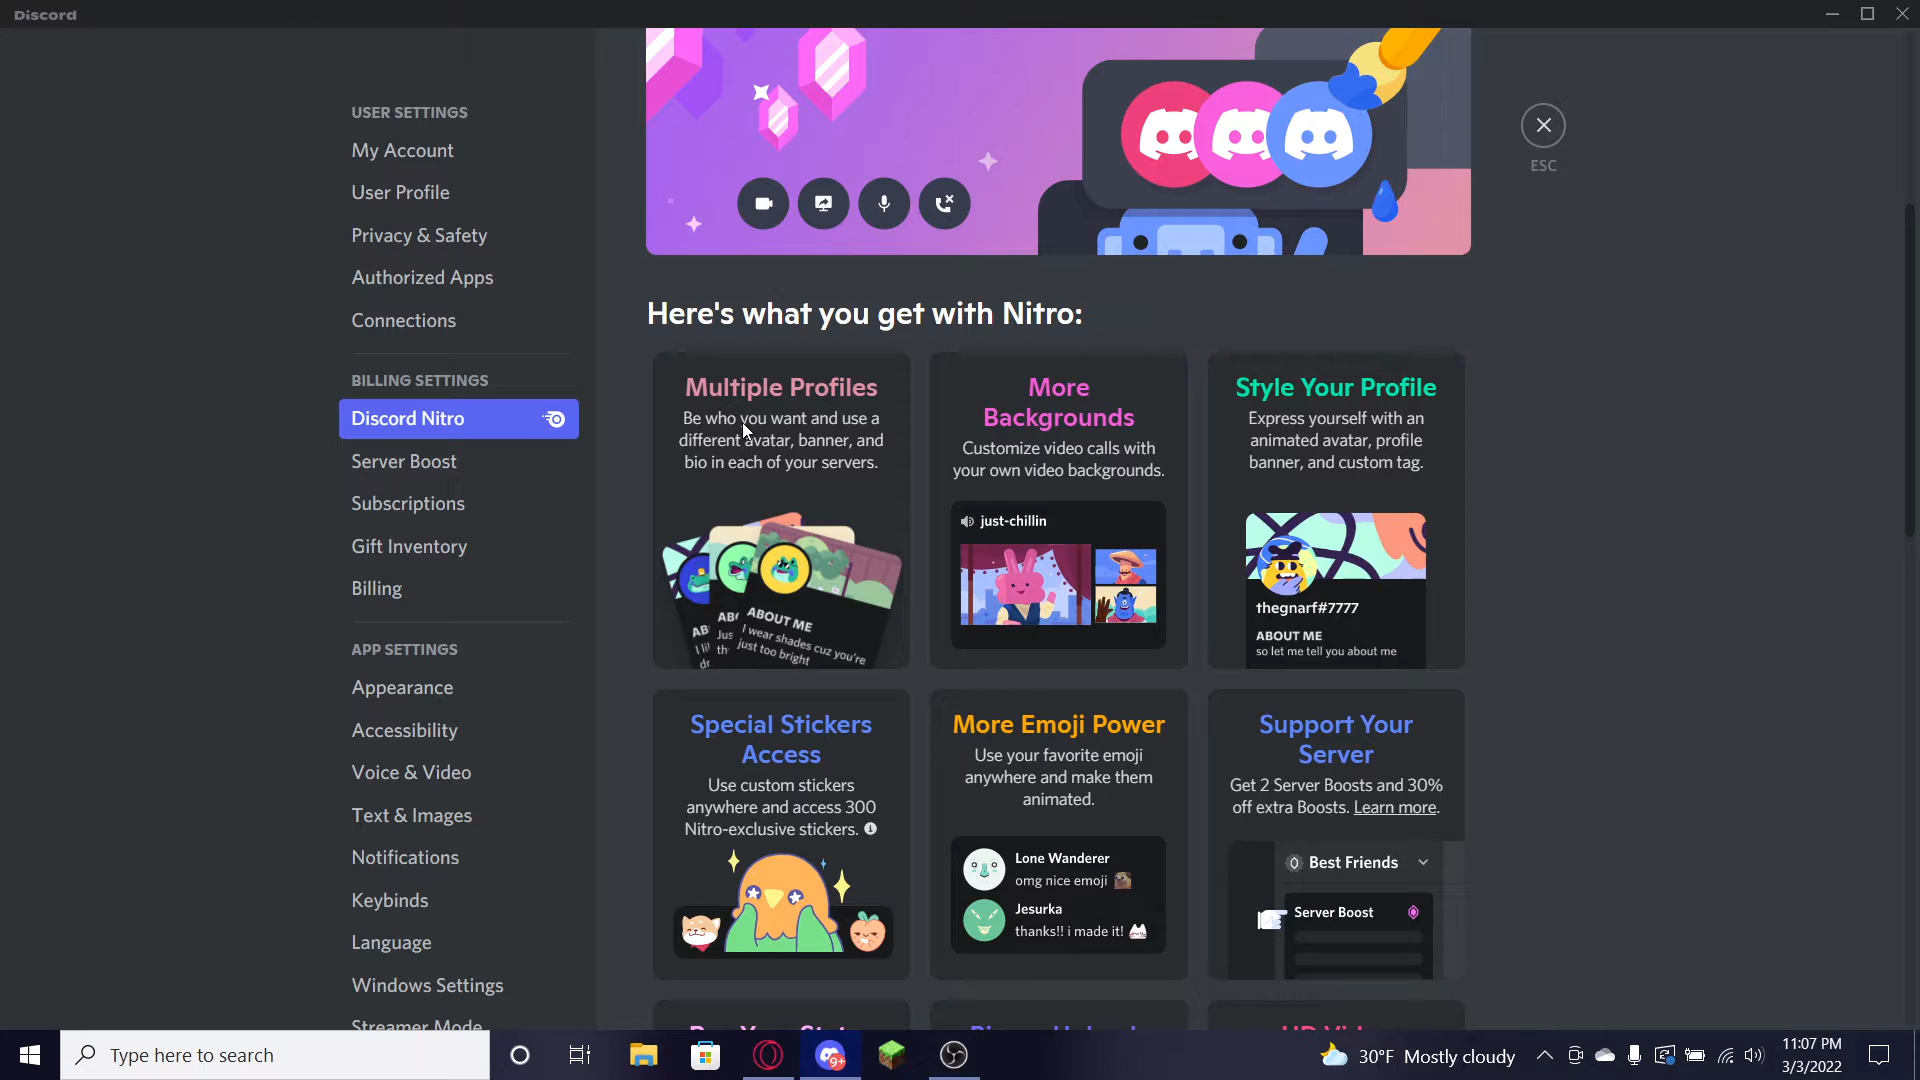 Discord
USER SETTINGS
My Account
User Profile
Privacy & Safety
Authorized Apps
Connections
BILLING SETTINGS
Discord Nitro
Server Boost
Subscriptions
Gift Inventory
Billing
APP SETTINGS
Appearance
Accessibility
Voice & Video
Text & Images
Notifications
Keybinds
Language
Windows Settings
Streamer Mode
ESC
Here's what you get with Nitro:
Multiple Profiles
Be who you want and use a
different avatar, banner, and
bio in each of your servers.
ABOUT ME
I wear shades cuz you're
just too bright
More
Backgrounds
Customize video calls with
your own video backgrounds.
just-chillin
Style Your Profile
Express yourself with an
animated avatar, profile
banner, and custom tag.
thegnarf#7777
ABOUT ME
so let me tell you about me
Special Stickers
Access
Use custom stickers
anywhere and access 300
Nitro-exclusive stickers.
More Emoji Power
Use your favorite emoji
anywhere and make them
animated.
Lone Wanderer
omg nice emoji
Jesurka
thanks!! i made it!
Support Your
Server
Get 2 Server Boosts and 30%
off extra Boosts. Learn more.
Best Friends
Server Boost
Type here to search
9+
30°F Mostly cloudy
11:07 PM
3/3/2022